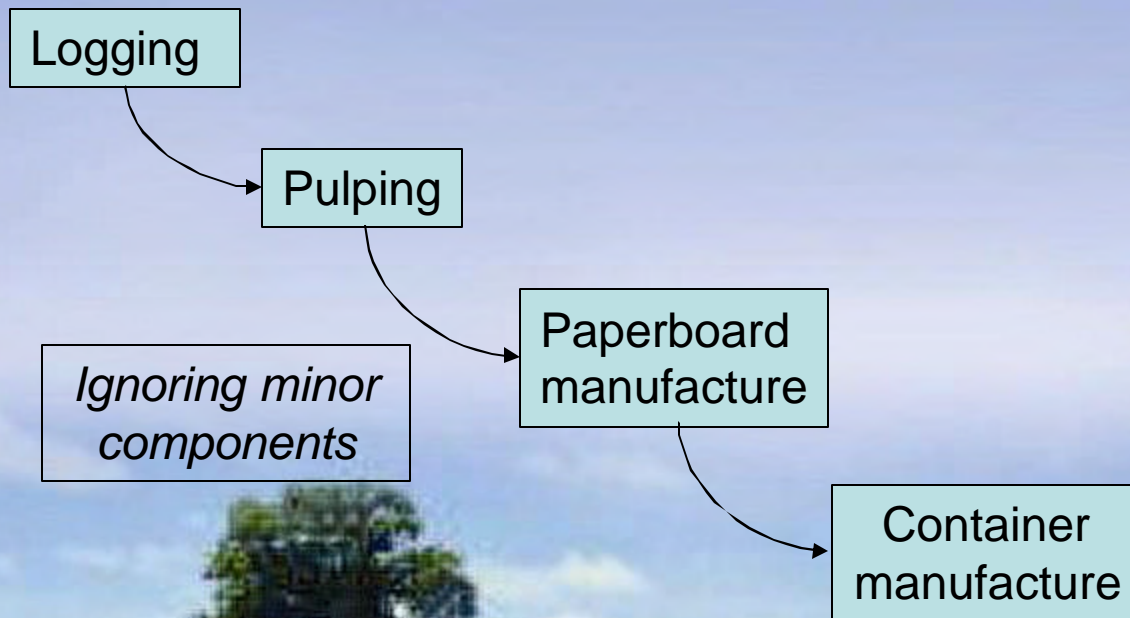 Logging
Pulping
Paperboard
manufacture
Ignoring minor
components
Container
manufacture